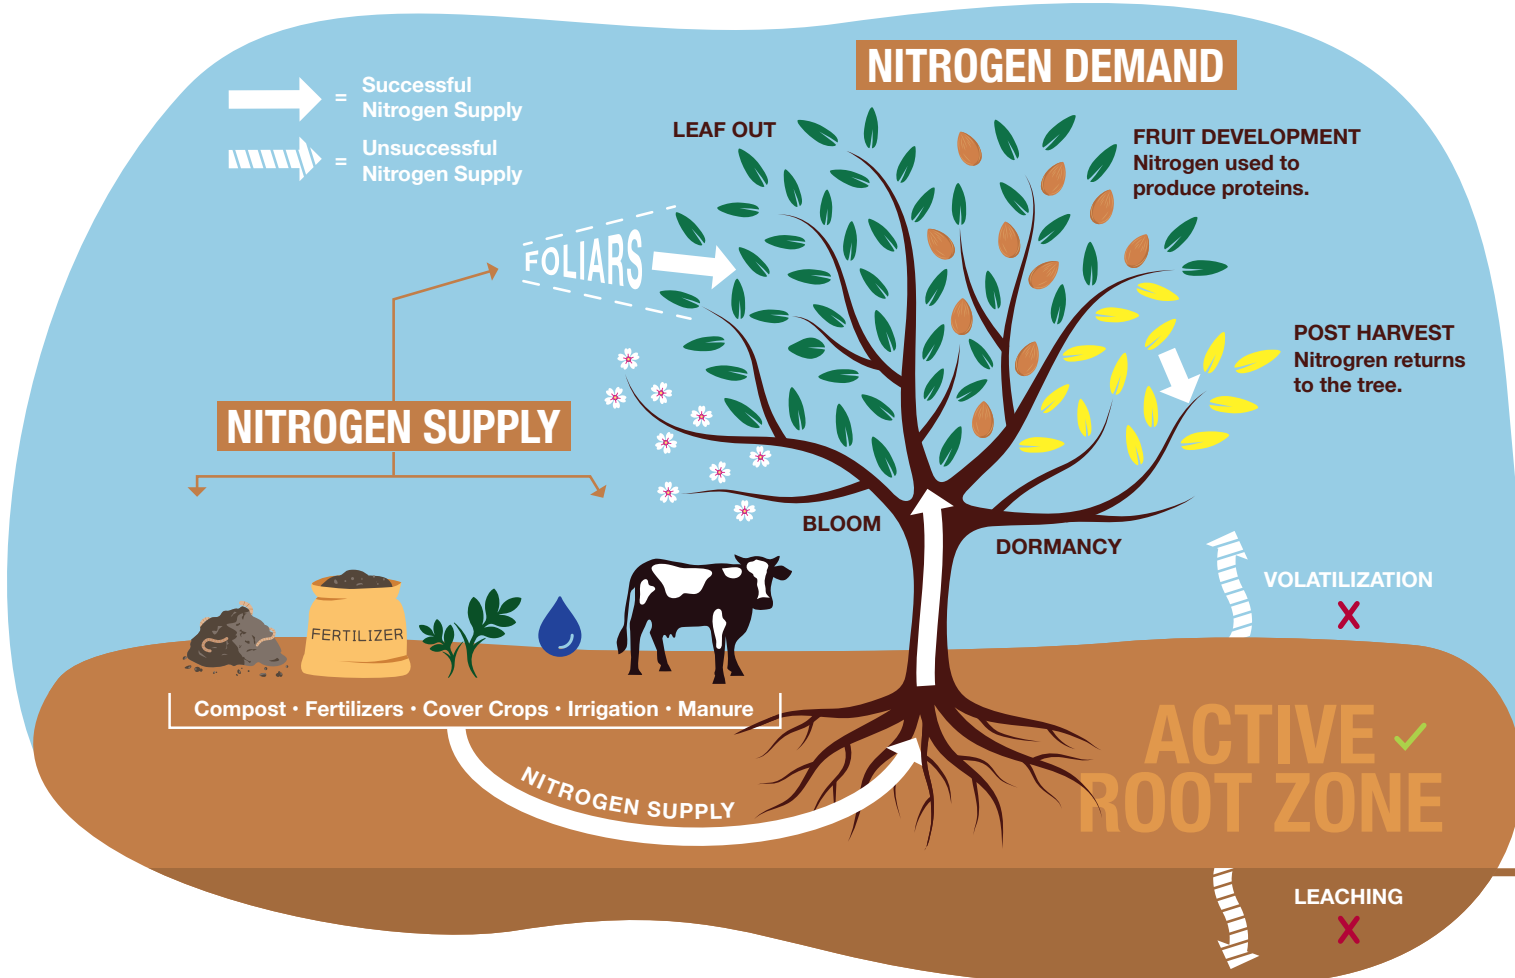 NITROGEN DEMAND
=
Successful
Nitrogen Supply
=
Unsuccessful
Nitrogen Supply
LEAF OUT
FRUIT DEVELOPMENT
Nitrogen used to
produce proteins.
FOLIARS
POST HARVEST
Nitrogren returns
to the tree.
NITROGEN SUPPLY
BLOOM
DORMANCY
VOLATILIZATION
FERTILIZER
Compost • Fertilizers • Cover Crops • Irrigation • Manure
NITROGEN SUPPLY
ACTIVE
ROOT ZONE
LEACHING